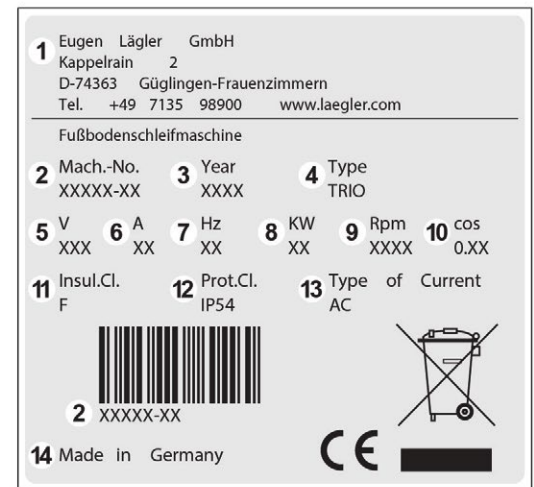 1 Eugen Lägler GmbH
Kappelrain 2
D-74363 Güglingen-Frauenzimmern
Tel. +49 7135 98900 www.laegler.com
Fußbodenschleifmaschine
2 Mach.-No. 3 Year 4 Type
XXXXX-XX XXXX TRIO
5 V 6 A 7 Hz 8 KW 9 Rpm 10 cos
XXX XX XX XX XXXX 0.XX
11 Insul.Cl. 12 Prot.Cl. 13 Type of Current
F IP54 AC
2 XXXXX-XX
14 Made in Germany CE